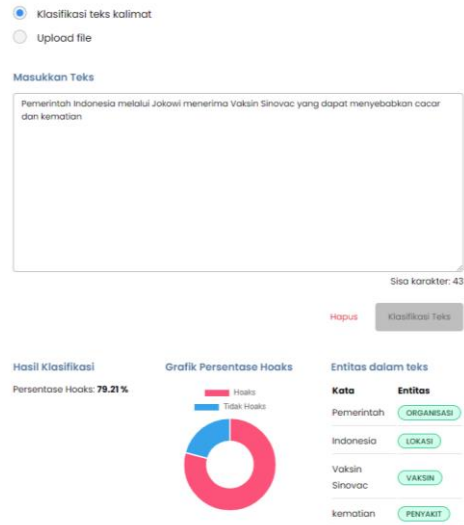 Klasifikasi teks kalimat
Upload file
Masukkan Teks
Pemerintah Indonesia melalui Jokowi menerima Vaksin Sinovac yang dapat menyebabkan cacar
dan kematian
Sisa karakter: 43
Hapus
Klasifikasi Teks
Hasil Klasifikasi
Persentase Hoaks: 79.21 %
Grafik Persentase Hoaks
Hoaks
Tidak Hoaks
Entitas dalam teks
Kata Entitas
Pemerintah ORGANISASI
Indonesia LOKASI
Vaksin
Sinovac VAKSIN
kematian PENYAKIT